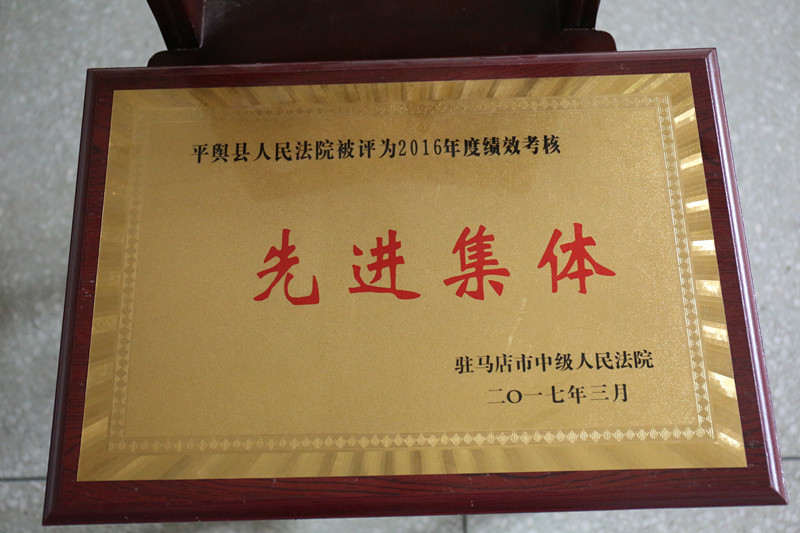 平舆县人民法院被评为2016年度绩效考核
先进集体
驻马店市中级人民法院
二〇一七年三月